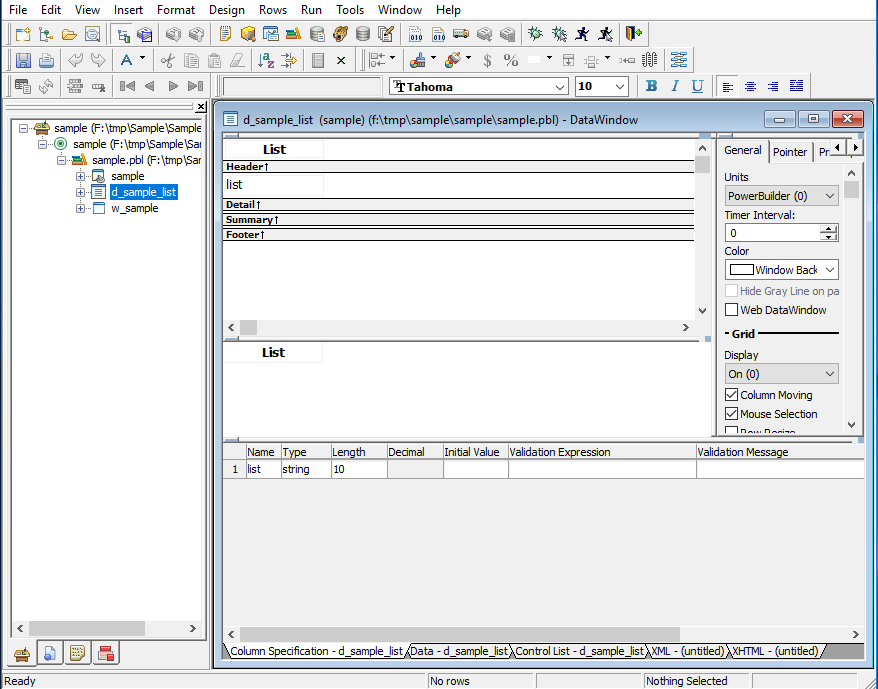 File Edit View Insert Format Design Rows Run Tools Window Help
A $ %
Tahoma 10 B I U
sample (F:\tmp\Sample\Sample
sample (F:\tmp\Sample\Sa
sample.pbl (F:\tmp\Sar
sample
d_sample_list
w_sample
d_sample_list (sample) (f:\tmp\sample\sample\sample.pbl) - DataWindow
List
Header↑
list
Detail↑
Summary↑
Footer↑
List
General Pointer Pr
Units
PowerBuilder (0)
Timer Interval:
0
Color
Window Back
Hide Gray Line on pa
Web DataWindow
Grid
Display
On (0)
Column Moving
Mouse Selection
Row Resize
Name Type Length Decimal Initial Value Validation Expression Validation Message
1 list string 10
Column Specification - d_sample_list Data - d_sample_list Control List - d_sample_list XML - (untitled) XHTML - (untitled)
Ready No rows Nothing Selected